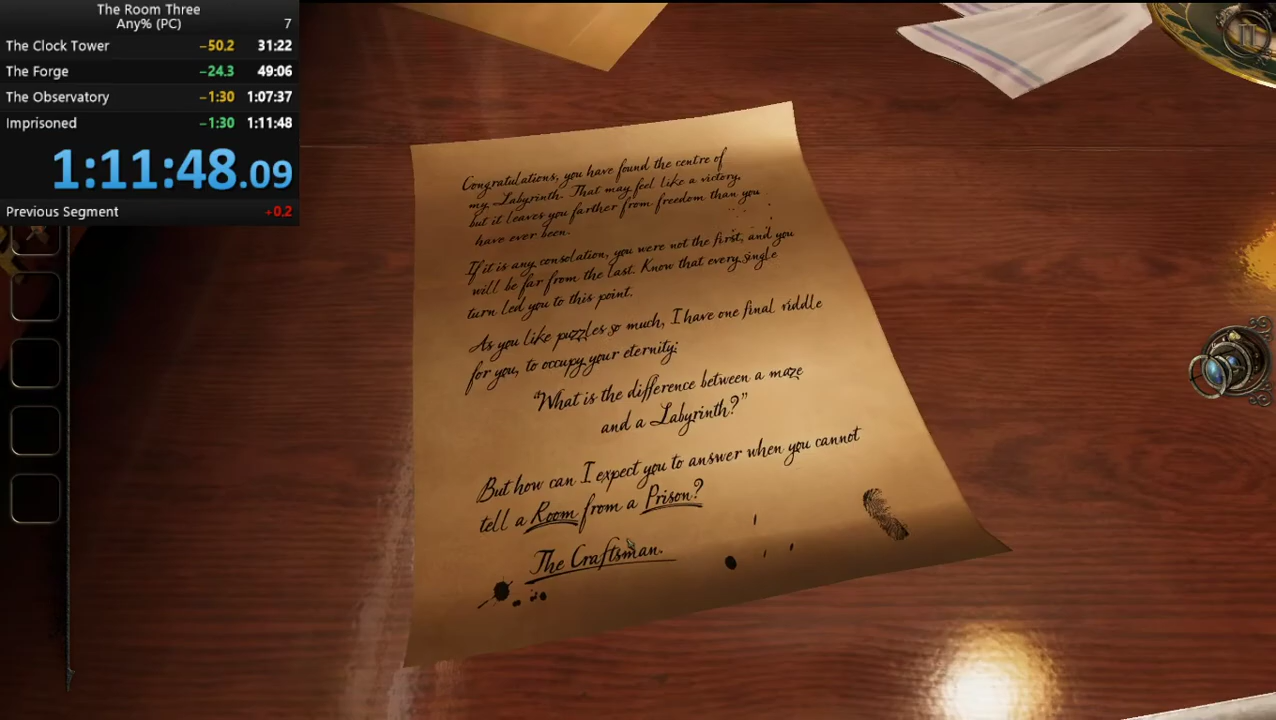 The Room Three
Any% (PC)
7
The Clock Tower −50.2 31:22
The Forge −24.3 49:06
The Observatory −1:30 1:07:37
Imprisoned −1:30 1:11:48
1:11:48.09
Previous Segment +0.2
Congratulations, you have found the centre of
my Labyrinth. That may feel like a victory,
but it leaves you farther from freedom than you
have ever been.
If it is any consolation, you were not the first, and you
will be far from the last. Know that every single
turn led you to this point.
As you like puzzles so much, I have one final riddle
for you, to occupy your eternity:
"What is the difference between a maze
and a Labyrinth?"
But how can I expect you to answer when you cannot
tell a Room from a Prison?
The Craftsman.